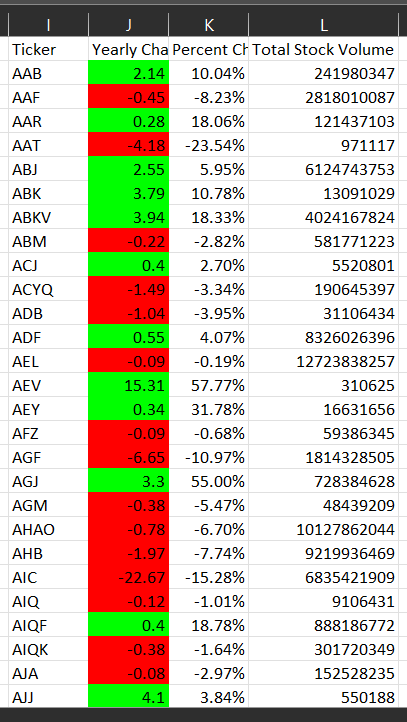 I J K L
Ticker Yearly Cha Percent Ch Total Stock Volume
AAB 2.14 10.04% 241980347
AAF -0.45 -8.23% 2818010087
AAR 0.28 18.06% 121437103
AAT -4.18 -23.54% 971117
ABJ 2.55 5.95% 6124743753
ABK 3.79 10.78% 13091029
ABKV 3.94 18.33% 4024167824
ABM -0.22 -2.82% 581771223
ACJ 0.4 2.70% 5520801
ACYQ -1.49 -3.34% 190645397
ADB -1.04 -3.95% 31106434
ADF 0.55 4.07% 8326026396
AEL -0.09 -0.19% 12723838257
AEV 15.31 57.77% 310625
AEY 0.34 31.78% 16631656
AFZ -0.09 -0.68% 59386345
AGF -6.65 -10.97% 1814328505
AGJ 3.3 55.00% 728384628
AGM -0.38 -5.47% 48439209
AHAO -0.78 -6.70% 10127862044
AHB -1.97 -7.74% 9219936469
AIC -22.67 -15.28% 6835421909
AIQ -0.12 -1.01% 9106431
AIQF 0.4 18.78% 888186772
AIQK -0.38 -1.64% 301720349
AJA -0.08 -2.97% 152528235
AJJ 4.1 3.84% 550188